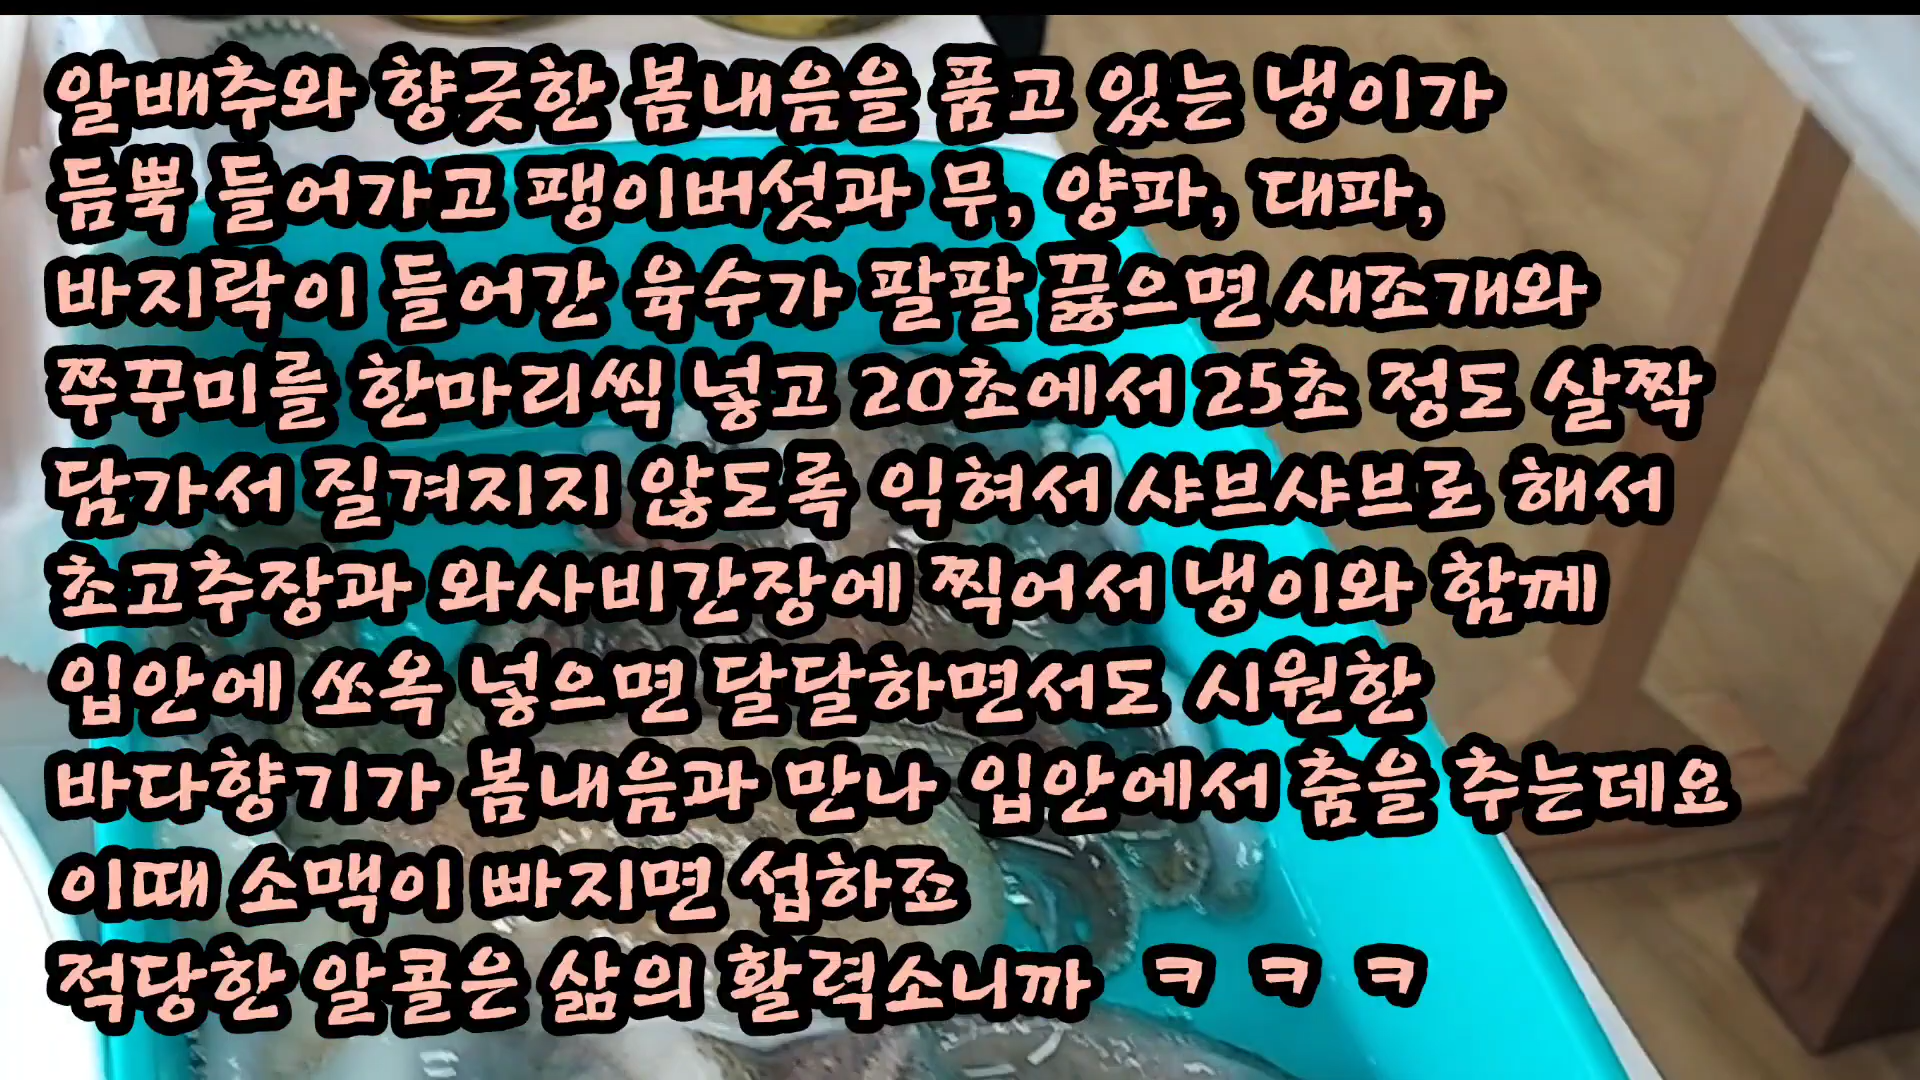 알배추와 향긋한 봄내음을 품고 있는 냉이가
듬뿍 들어가고 팽이버섯과 무, 양파, 대파,
바지락이 들어간 육수가 팔팔 끓으면 새조개와
쭈꾸미를 한마리씩 넣고 20초에서 25초 정도 살짝
담가서 질겨지지 않도록 익혀서 샤브샤브로 해서
초고추장과 와사비간장에 찍어서 냉이와 함께
입안에 쏘옥 넣으면 달달하면서도 시원한
바다향기가 봄내음과 만나 입안에서 춤을 추는데요
이때 소맥이 빠지면 섭하죠
적당한 알콜은 삶의 활력소니까 ㅋ ㅋ ㅋ